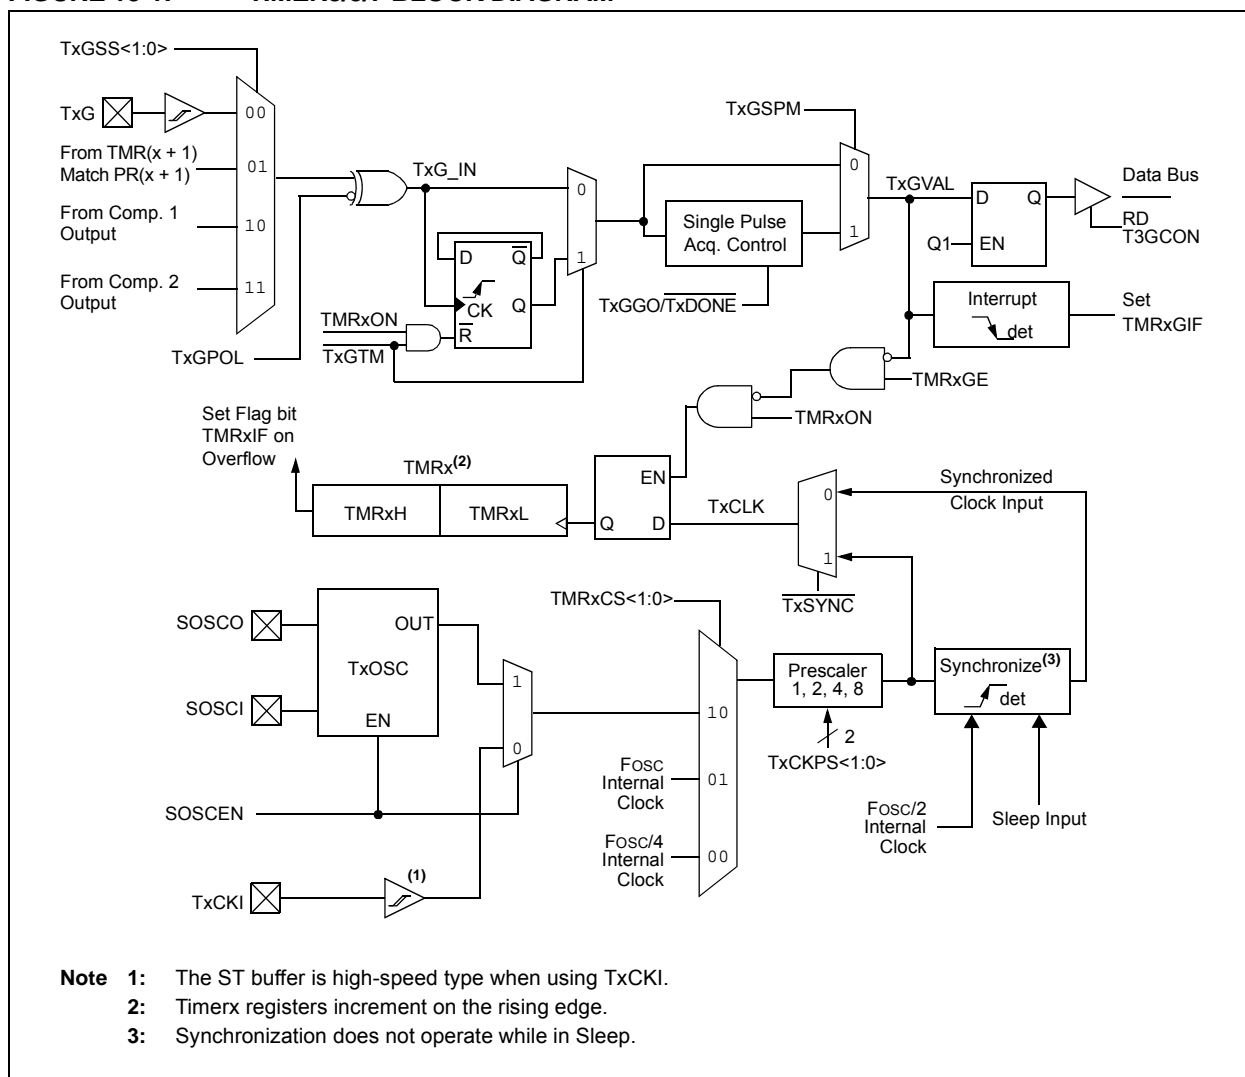 TxGSS<1:0>
TxG
00
From TMR(x + 1)
Match PR(x + 1)
01
From Comp. 1
Output
10
From Comp. 2
Output
11
TxGPOL
TxG_IN
D
Q
CK
Q
R
TMRxON
TxGTM
0
1
Single Pulse
Acq. Control
TxGGO/TxDONE
TxGSPM
0
1
TxGVAL
D
Q
Q1
EN
Data Bus
RD
T3GCON
Interrupt
det
Set
TMRxGIF
TMRxGE
TMRxON
Set Flag bit
TMRxIF on
Overflow
TMRx(2)
TMRxH
TMRxL
EN
Q
D
TxCLK
0
1
TxSYNC
Synchronized
Clock Input
SOSCO
SOSCI
OUT
TxOSC
EN
SOSCEN
TxCKI
(1)
1
0
TMRxCS<1:0>
10
FOSC
Internal
Clock
01
FOSC/4
Internal
Clock
00
Prescaler
1, 2, 4, 8
2
TxCKPS<1:0>
Synchronize(3)
det
FOSC/2
Internal
Clock
Sleep Input
Note 1: The ST buffer is high-speed type when using TxCKI.
2: Timerx registers increment on the rising edge.
3: Synchronization does not operate while in Sleep.